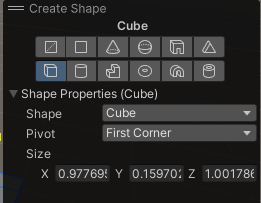 Create Shape
Cube
Shape Properties (Cube)
Shape Cube
Pivot First Corner
Size
X 0.97769 Y 0.15970 Z 1.00178